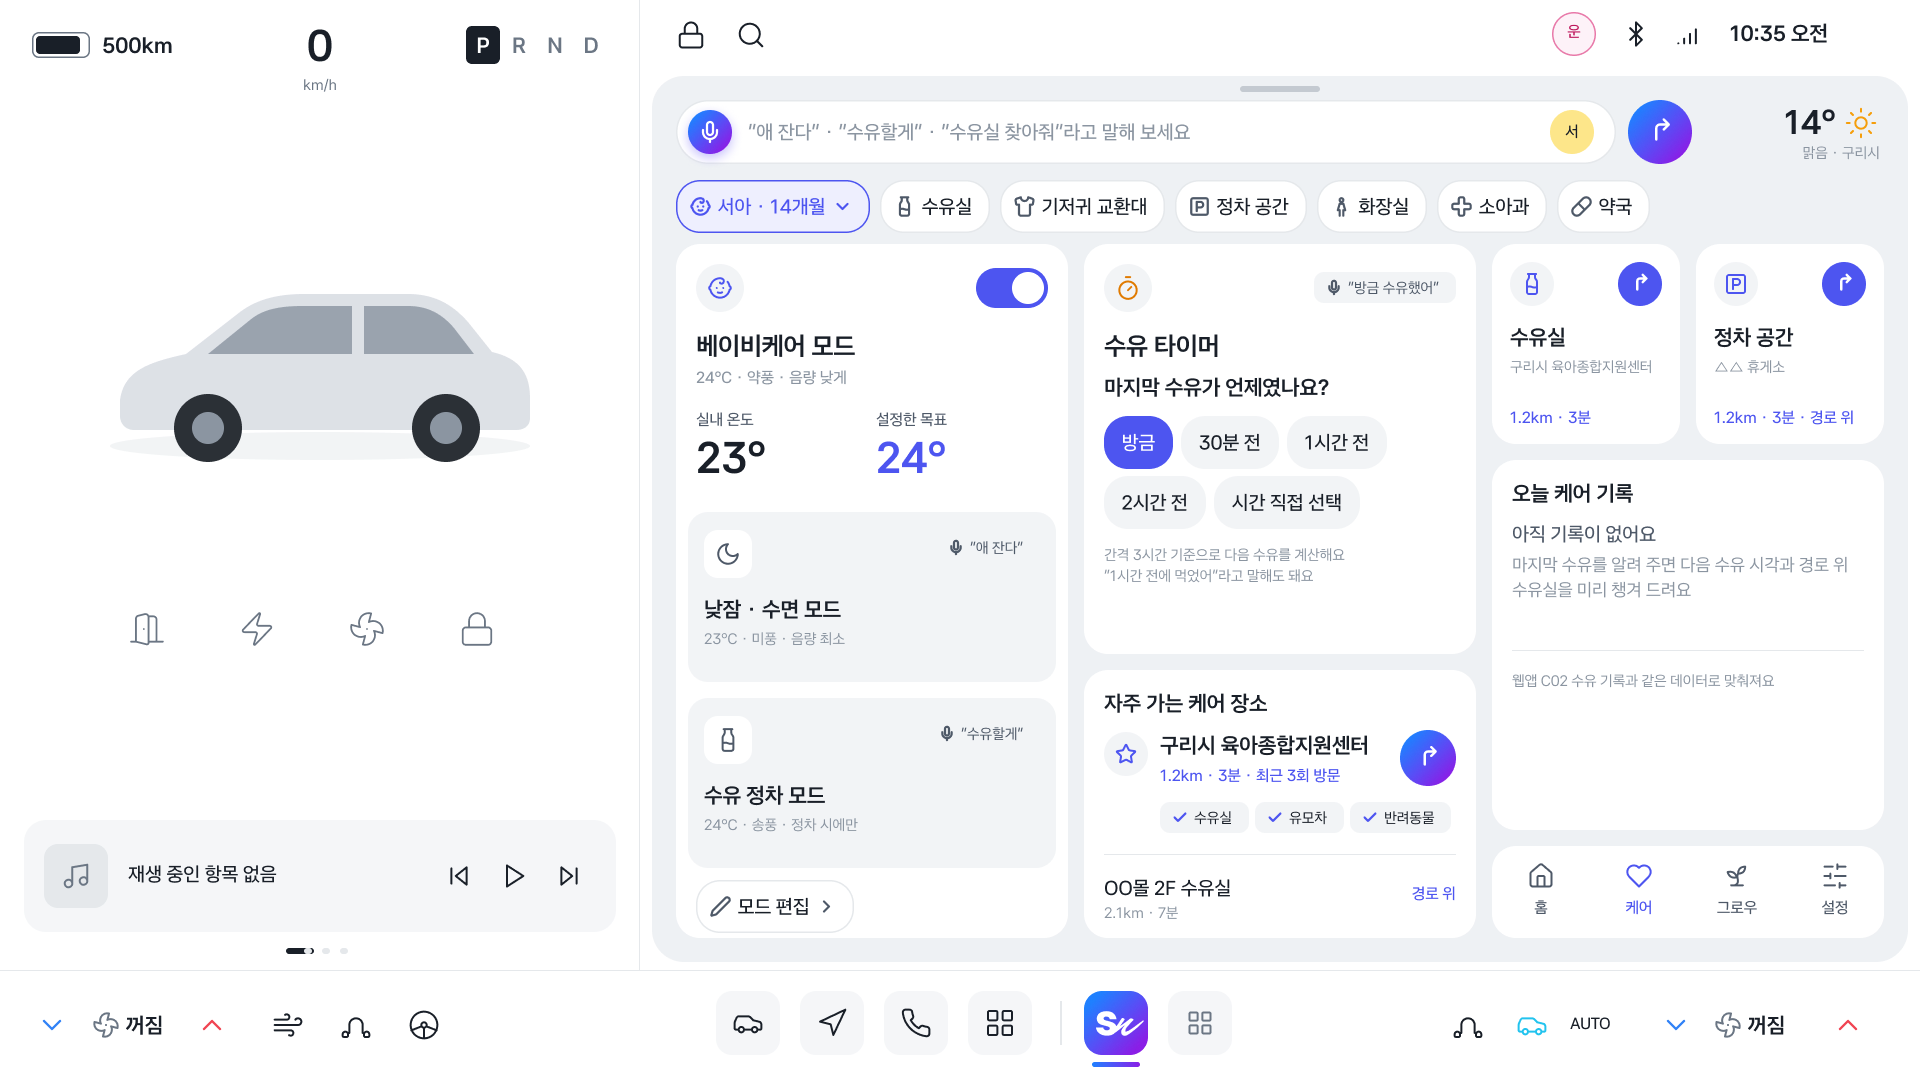 500km
0
km/h
P R N D
운
10:35 오전
"애 잔다" · "수유할게" · "수유실 찾아줘"라고 말해 보세요
서
14°
맑음 · 구리시
서아 · 14개월
수유실
기저귀 교환대
정차 공간
화장실
소아과
약국
베이비케어 모드
24°C · 약풍 · 음량 낮게
실내 온도
23°
설정한 목표
24°
"애 잔다"
낮잠 · 수면 모드
23°C · 미풍 · 음량 최소
"수유할게"
수유 정차 모드
24°C · 송풍 · 정차 시에만
모드 편집
"방금 수유했어"
수유 타이머
마지막 수유가 언제였나요?
방금
30분 전
1시간 전
2시간 전
시간 직접 선택
간격 3시간 기준으로 다음 수유를 계산해요
"1시간 전에 먹었어"라고 말해도 돼요
자주 가는 케어 장소
구리시 육아종합지원센터
1.2km · 3분 · 최근 3회 방문
수유실
유모차
반려동물
OO몰 2F 수유실
2.1km · 7분
경로 위
수유실
구리시 육아종합지원센터
1.2km · 3분
P
정차 공간
△△ 휴게소
1.2km · 3분 · 경로 위
오늘 케어 기록
아직 기록이 없어요
마지막 수유를 알려 주면 다음 수유 시각과 경로 위
수유실을 미리 챙겨 드려요
웹앱 C02 수유 기록과 같은 데이터로 맞춰져요
홈
케어
그로우
설정
재생 중인 항목 없음
꺼짐
Su
AUTO
꺼짐